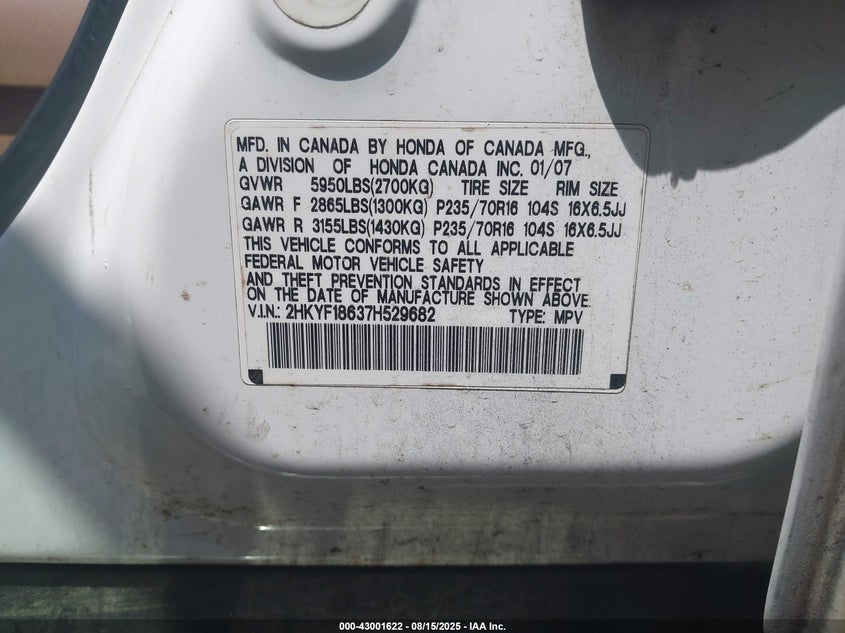 MFD. IN CANADA BY HONDA OF CANADA MFG.,
A DIVISION OF HONDA CANADA INC. 01/07
GVWR 5950LBS(2700KG) TIRE SIZE RIM SIZE
GAWR F 2865LBS(1300KG) P235/70R16 104S 16X6.5JJ
GAWR R 3155LBS(1430KG) P235/70R16 104S 16X6.5JJ
THIS VEHICLE CONFORMS TO ALL APPLICABLE
FEDERAL MOTOR VEHICLE SAFETY
AND THEFT PREVENTION STANDARDS IN EFFECT
ON THE DATE OF MANUFACTURE SHOWN ABOVE.
V.I.N.: 2HKYF18637H529682 TYPE: MPV
000-43001622 - 08/15/2025 - IAA Inc.